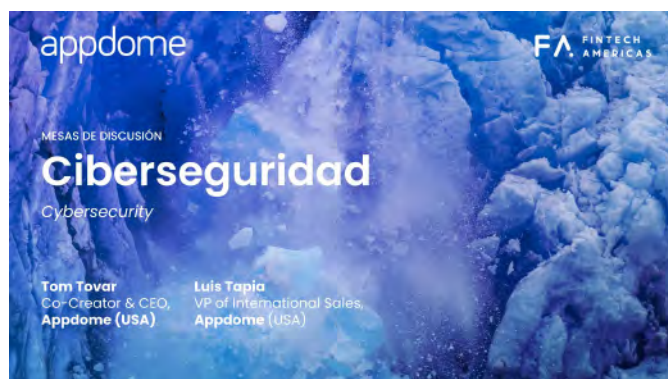 appdome
FA FINTECH
AMERICAS
MESAS DE DISCUSIÓN
Ciberseguridad
Cybersecurity
Tom Tovar
Co-Creator & CEO,
Appdome (USA)
Luis Tapia
VP of International Sales,
Appdome (USA)